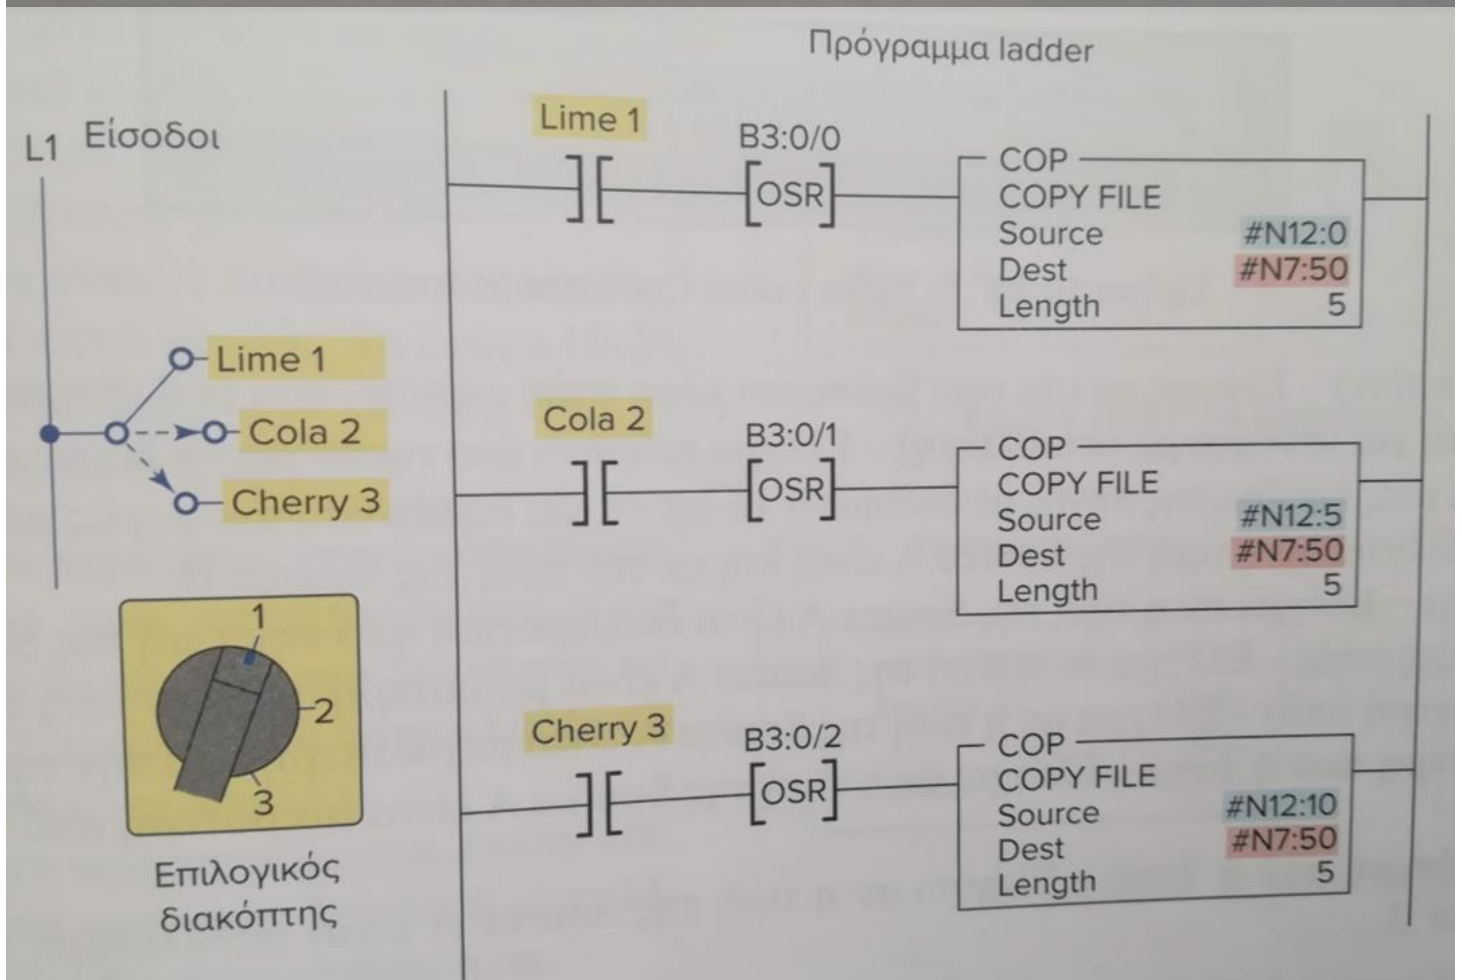 Πρόγραμμα ladder
L1 Είσοδοι
Lime 1
Cola 2
Cherry 3
1
2
3
Επιλογικός
διακόπτης
Lime 1
B3:0/0
OSR
COP
COPY FILE
Source #N12:0
Dest #N7:50
Length 5
Cola 2
B3:0/1
OSR
COP
COPY FILE
Source #N12:5
Dest #N7:50
Length 5
Cherry 3
B3:0/2
OSR
COP
COPY FILE
Source #N12:10
Dest #N7:50
Length 5